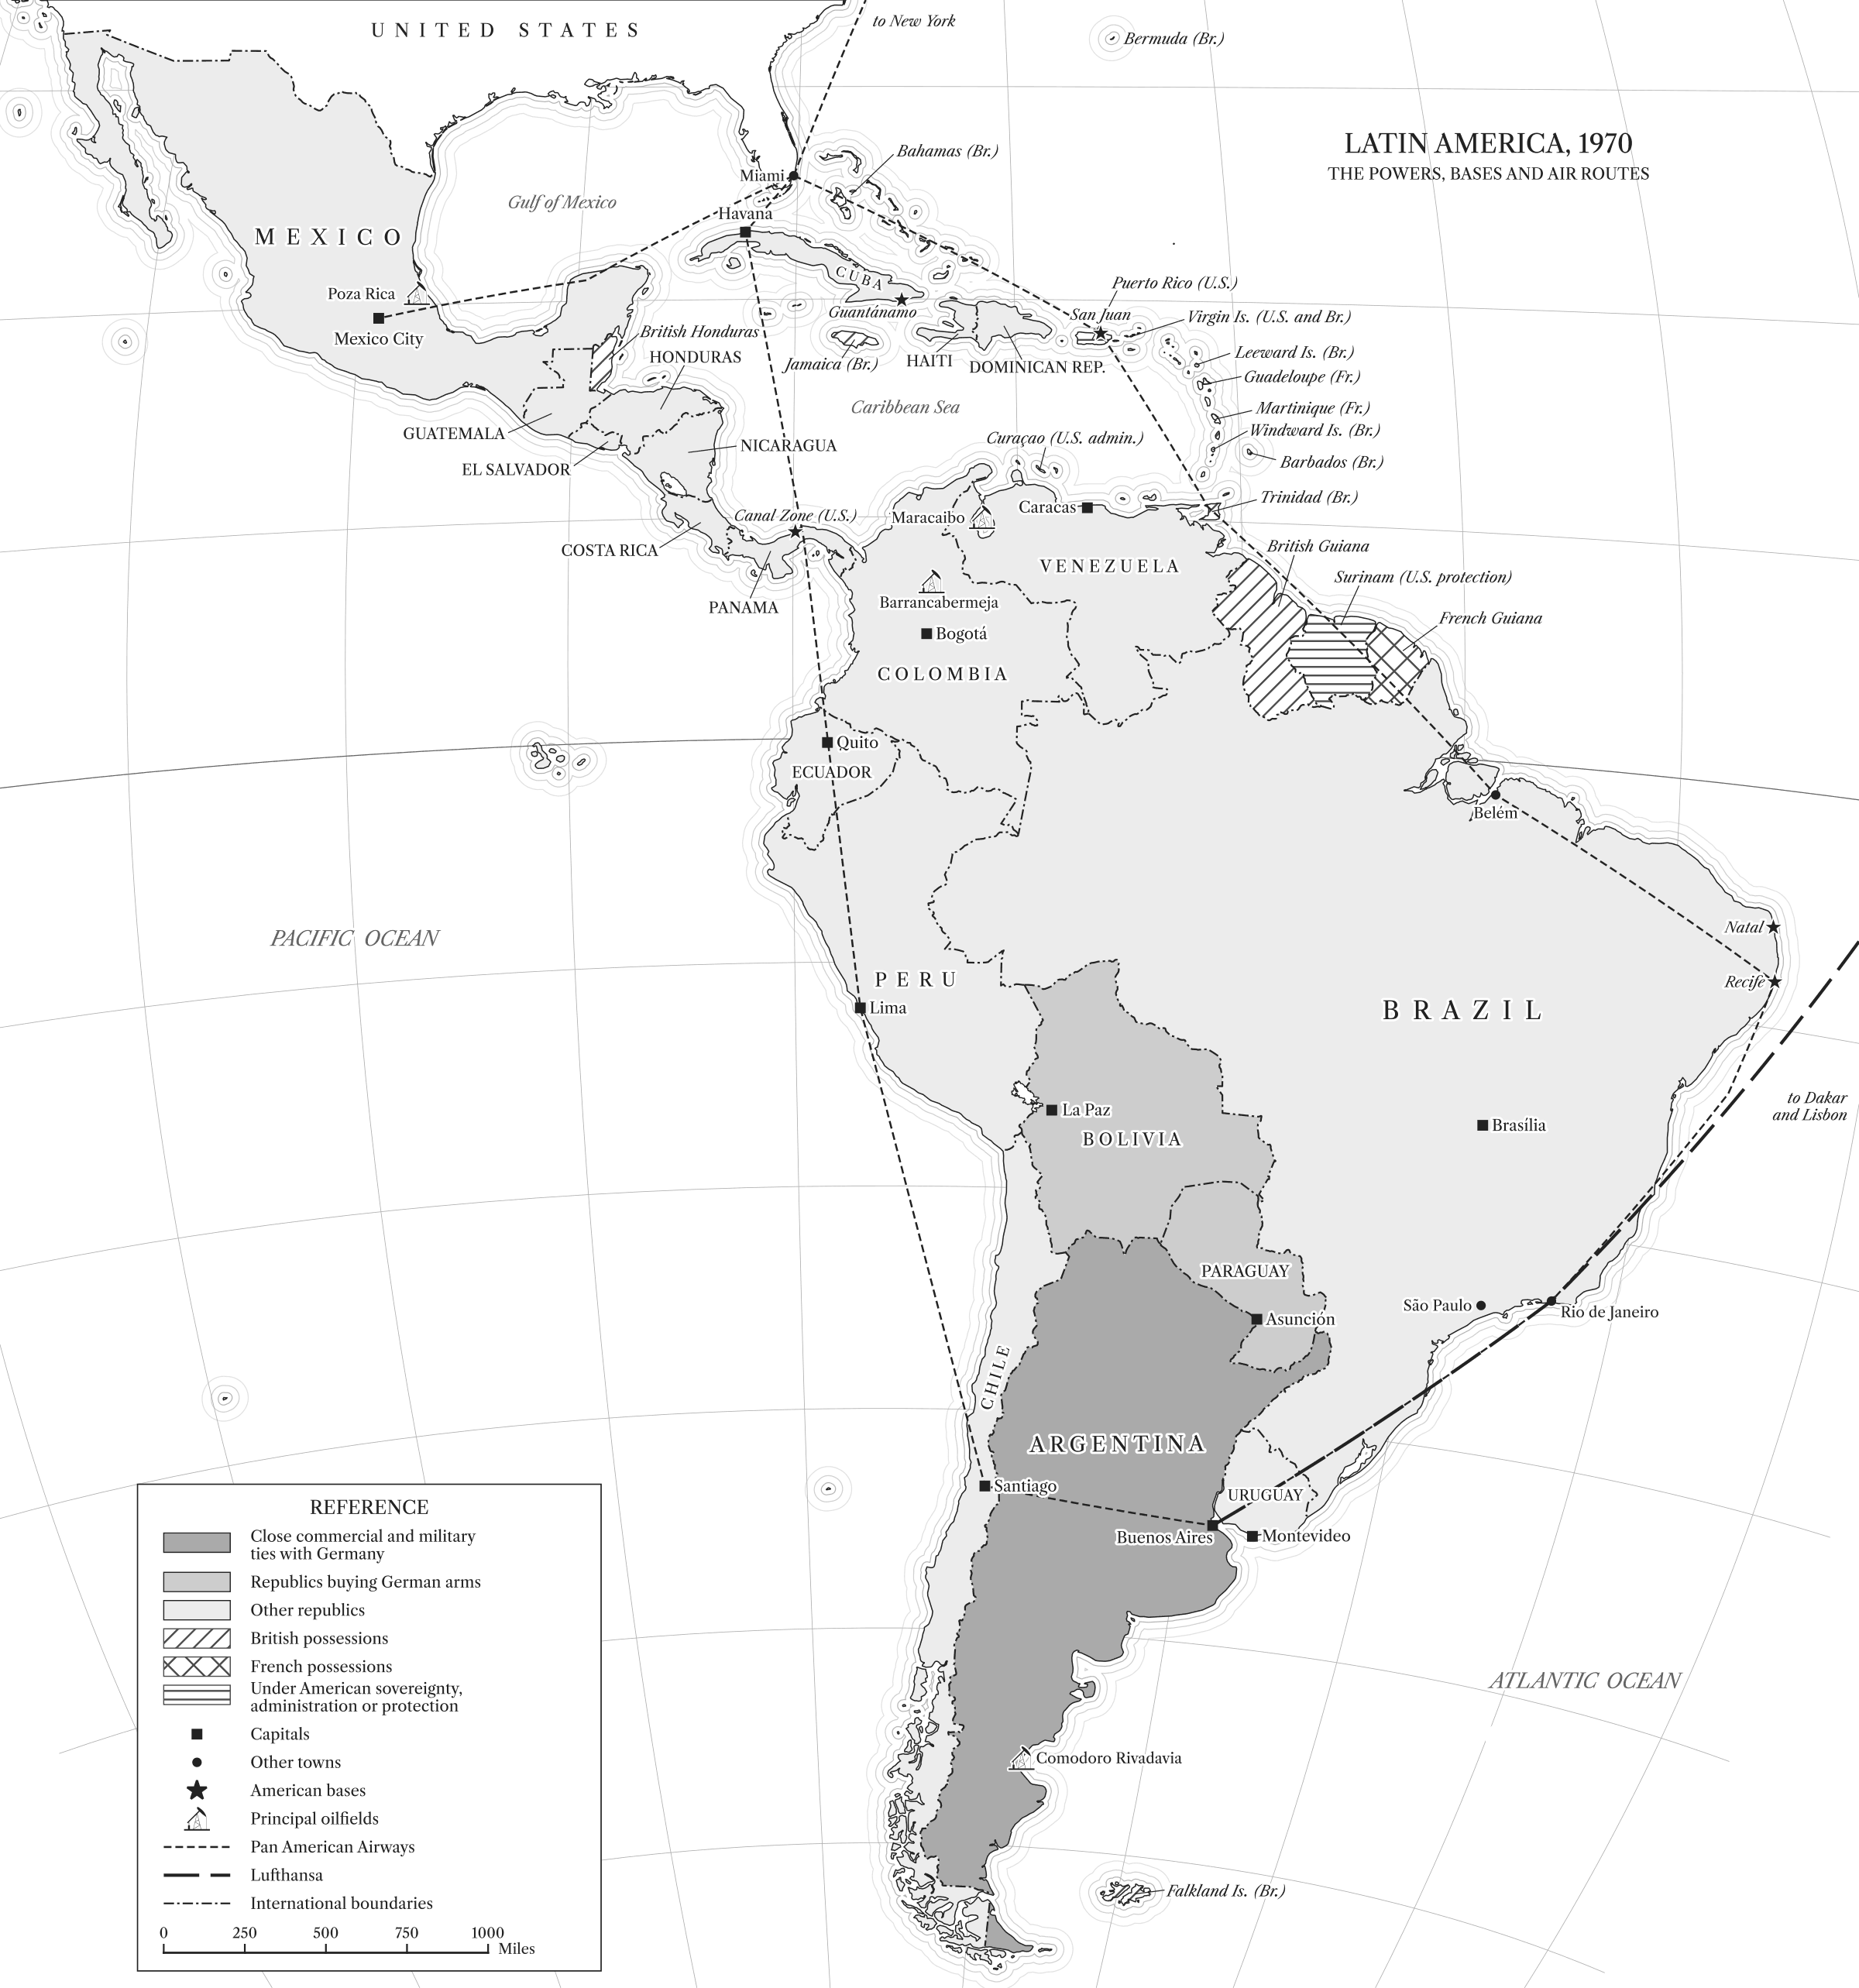 UNITED STATES
to New York
Bermuda (Br.)
LATIN AMERICA, 1970
THE POWERS, BASES AND AIR ROUTES
Bahamas (Br.)
Miami
Gulf of Mexico
Havana
MEXICO
CUBA
Poza Rica
Mexico City
Guantánamo
Puerto Rico (U.S.)
San Juan
Virgin Is. (U.S. and Br.)
British Honduras
HONDURAS
Jamaica (Br.)
HAITI
DOMINICAN REP.
Leeward Is. (Br.)
Guadeloupe (Fr.)
Caribbean Sea
Martinique (Fr.)
Windward Is. (Br.)
GUATEMALA
NICARAGUA
Curaçao (U.S. admin.)
EL SALVADOR
Barbados (Br.)
Trinidad (Br.)
Canal Zone (U.S.)
Maracaibo
Caracas
COSTA RICA
British Guiana
VENEZUELA
Surinam (U.S. protection)
PANAMA
Barrancabermeja
French Guiana
Bogotá
COLOMBIA
Quito
ECUADOR
Belém
PACIFIC OCEAN
Natal
PERU
Recife
Lima
BRAZIL
to Dakar
and Lisbon
La Paz
BOLIVIA
Brasília
PARAGUAY
São Paulo
Rio de Janeiro
Asunción
CHILE
ARGENTINA
Santiago
URUGUAY
Buenos Aires
Montevideo
ATLANTIC OCEAN
Comodoro Rivadavia
Falkland Is. (Br.)
REFERENCE
Close commercial and military
ties with Germany
Republics buying German arms
Other republics
British possessions
French possessions
Under American sovereignty,
administration or protection
Capitals
Other towns
American bases
Principal oilfields
Pan American Airways
Lufthansa
International boundaries
0 250 500 750 1000
Miles